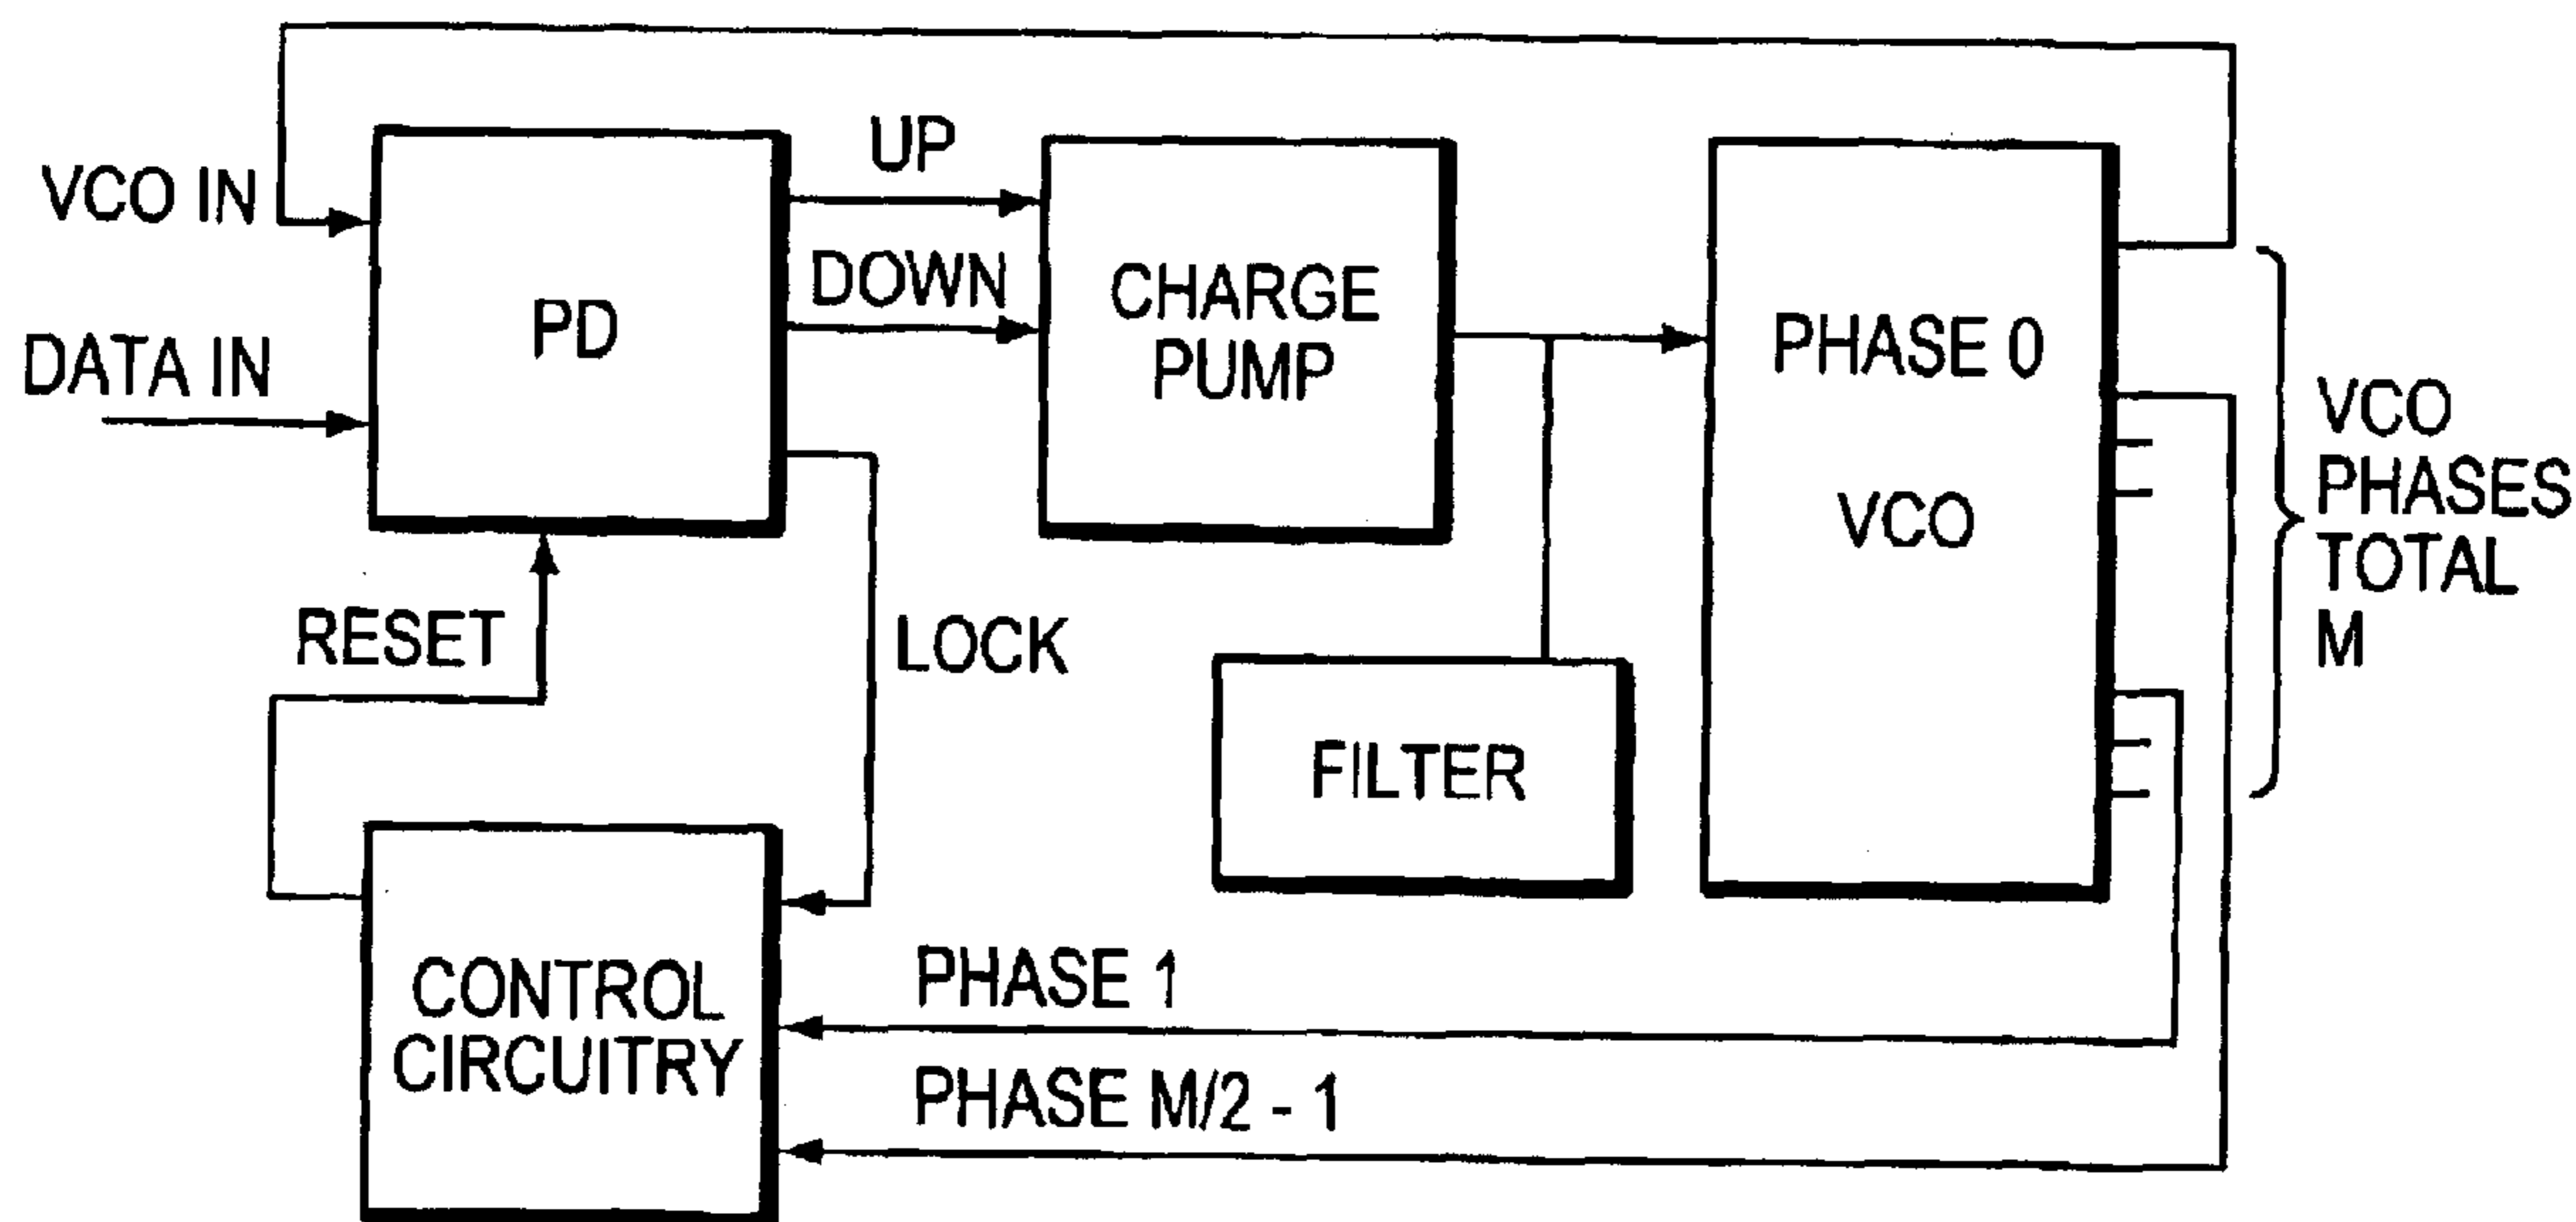 UP
VCO IN
DOWN
PD
CHARGE
PUMP
PHASE 0
DATA IN
VCO
PHASES
TOTAL
M
VCO
RESET
LOCK
FILTER
CONTROL
CIRCUITRY
PHASE 1
PHASE M/2 - 1